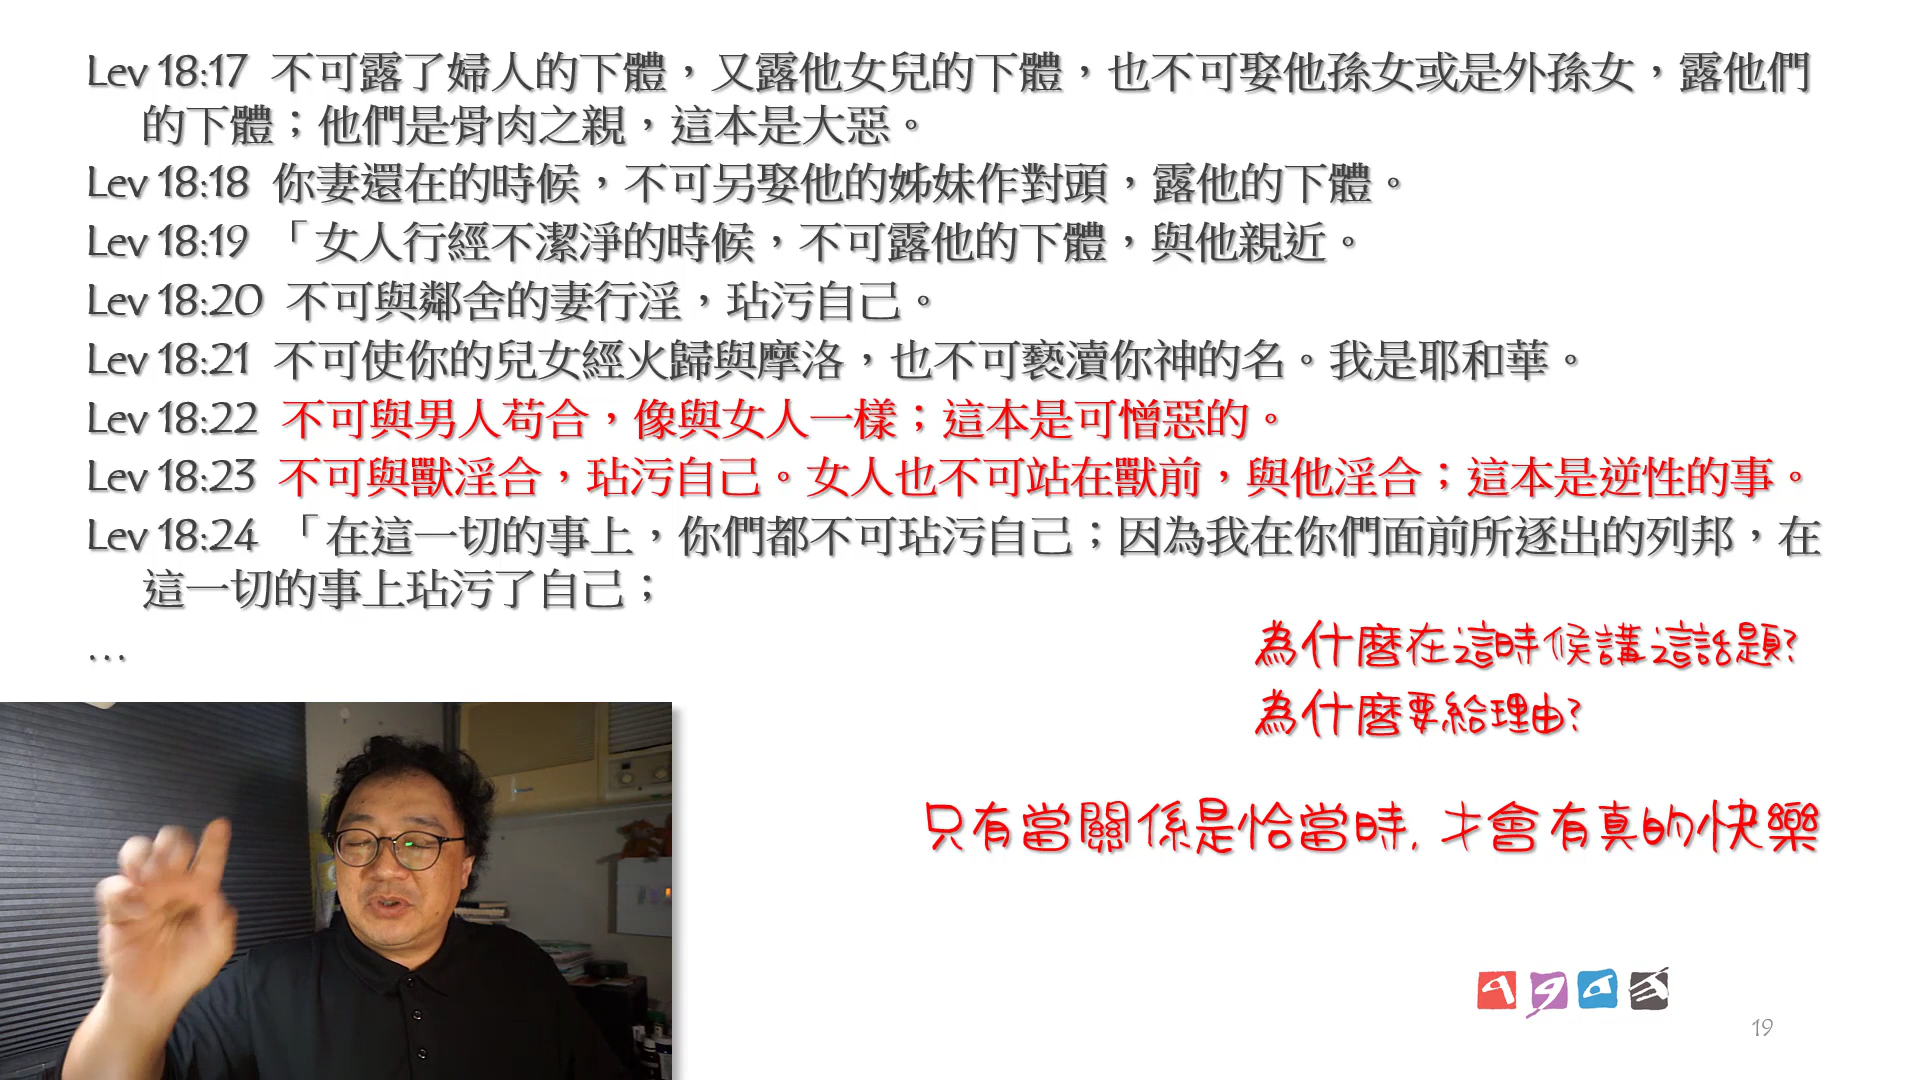 Lev 18:17 不可露了婦人的下體，又露他女兒的下體，也不可娶他孫女或是外孫女，露他們
的下體；他們是骨肉之親，這本是大惡。
Lev 18:18 你妻還在的時候，不可另娶他的姊妹作對頭，露他的下體。
Lev 18:19 「女人行經不潔淨的時候，不可露他的下體，與他親近。
Lev 18:20 不可與鄰舍的妻行淫，玷污自己。
Lev 18:21 不可使你的兒女經火歸與摩洛，也不可褻瀆你神的名。我是耶和華。
Lev 18:22 不可與男人苟合，像與女人一樣；這本是可憎惡的。
Lev 18:23 不可與獸淫合，玷污自己。女人也不可站在獸前，與他淫合；這本是逆性的事。
Lev 18:24 「在這一切的事上，你們都不可玷污自己；因為我在你們面前所逐出的列邦，在
這一切的事上玷污了自己；
…
為什麼在這時候講這話題?
為什麼要給理由?
只有當關係是恰當時, 才會有真的快樂
19